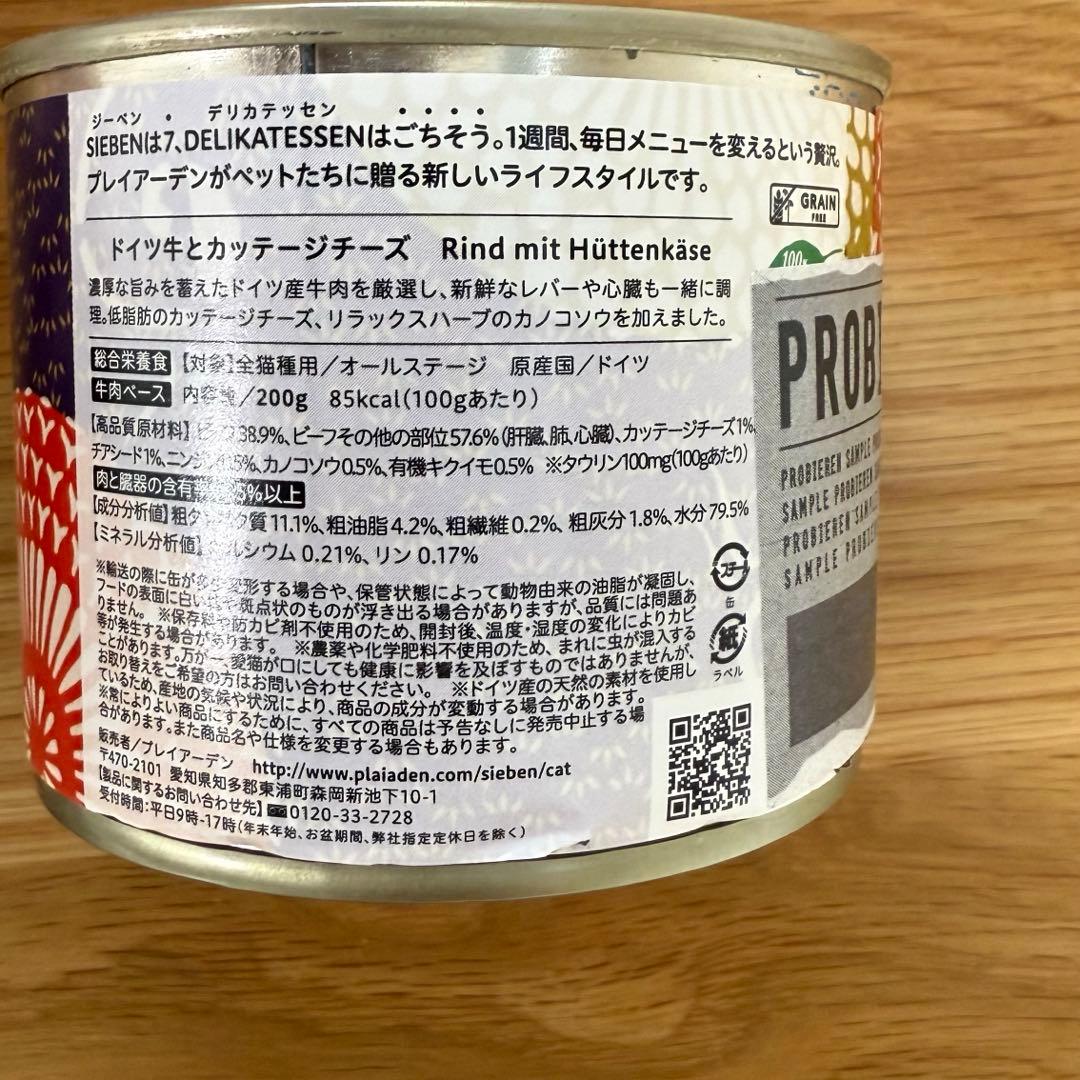 ジーベン ・ デリカテッセン
SIEBENは7、DELIKATESSENはごちそう。1週間、毎日メニューを変えるという贅沢。
プレイアーデンがペットたちに贈る新しいライフスタイルです。
GRAIN
FREE
ドイツ牛とカッテージチーズ Rind mit Hüttenkäse
100%
濃厚な旨みを蓄えたドイツ産牛肉を厳選し、新鮮なレバーや心臓も一緒に調
理。低脂肪のカッテージチーズ、リラックスハーブのカノコソウを加えました。
総合栄養食 【対象】全猫種用/オールステージ 原産国/ドイツ
牛肉ベース 内容量/200g 85kcal(100gあたり)
【高品質原材料】 38.9%、ビーフその他の部位57.6%(肝臓、肺、心臓)、カッテージチーズ1%、
チアシード1%、ニンジン0.5%、カノコソウ0.5%、有機キクイモ0.5% ※タウリン100mg(100gあたり)
肉と臓器の含有 5%以上
【成分分析値】粗タンパク質11.1%、粗油脂4.2%、粗繊維0.2%、粗灰分1.8%、水分79.5%
【ミネラル分析値】カルシウム0.21%、リン0.17%
※輸送の際に缶が 変形する場合や、保管状態によって動物由来の油脂が凝固し、
フードの表面に白い 斑点状のものが浮き出る場合がありますが、品質には問題あ
りません。 ※保存料や防カビ剤不使用のため、開封後、温度・湿度の変化によりカビ
等が発生する場合があります。 ※農薬や化学肥料不使用のため、まれに虫が混入する
ことがあります。万が一、愛猫が口にしても健康に影響を及ぼすものではありませんが、
お取り替えをご希望の方はお問い合わせください。 ※ドイツ産の天然の素材を使用し
ているため、産地の気候や状況により、商品の成分が変動する場合があります。
※常によりよい商品にするために、すべての商品は予告なしに発売中止する場
合があります。また商品名や仕様を変更する場合もあります。
スチール
缶
紙
ラベル
販売者/プレイアーデン http://www.plaiaden.com/sieben/cat
〒470-2101 愛知県知多郡東浦町森岡新池下10-1
【製品に関するお問い合わせ先】 0120-33-2728
受付時間:平日9時-17時(年末年始、お盆期間、弊社指定定休日を除く)
PROBI
PROBIEREN SAMPLE
SAMPLE PROBIEREN
PROBIEREN SAMPLE
SAMPLE PROBIEREN